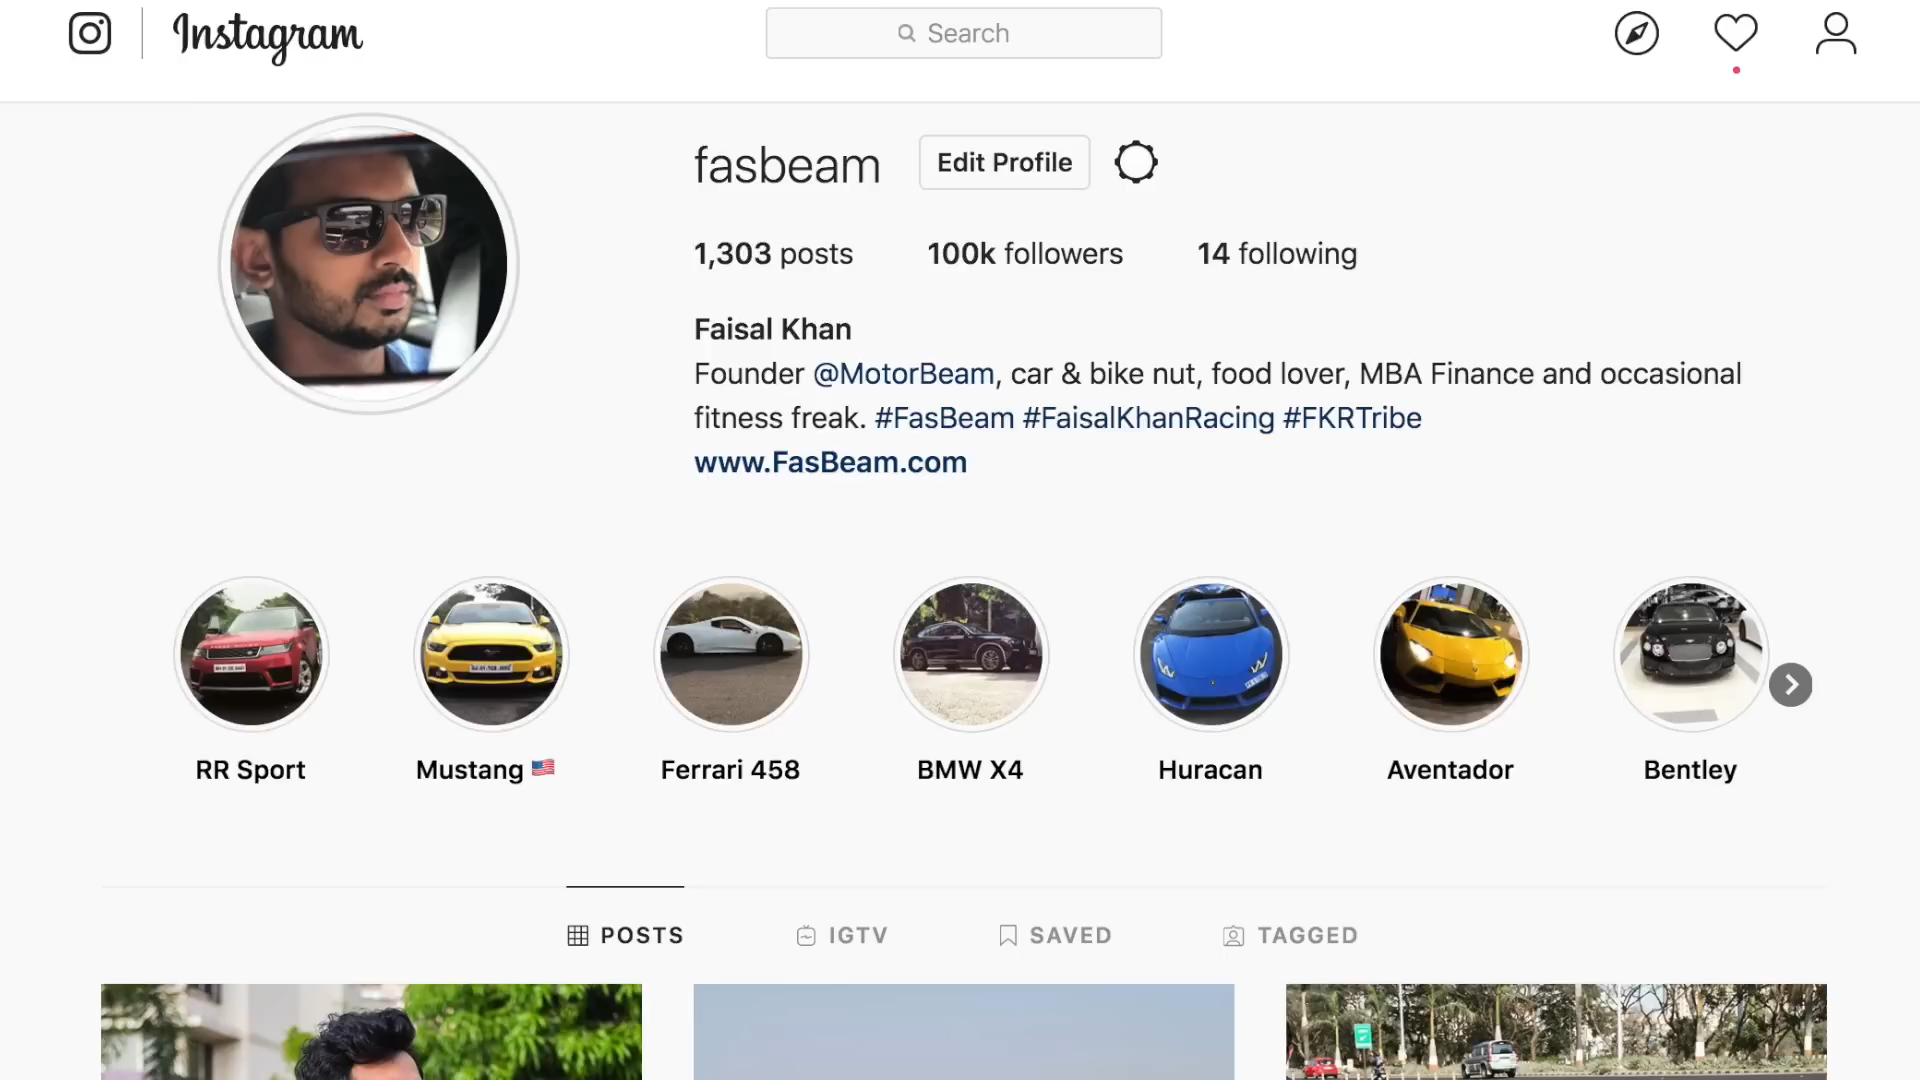 Instagram
Search
fasbeam
Edit Profile
1,303 posts
100k followers
14 following
Faisal Khan
Founder @MotorBeam, car & bike nut, food lover, MBA Finance and occasional
fitness freak. #FasBeam #FaisalKhanRacing #FKRTribe
www.FasBeam.com
RR Sport
Mustang 🇺🇸
Ferrari 458
BMW X4
Huracan
Aventador
Bentley
POSTS
IGTV
SAVED
TAGGED